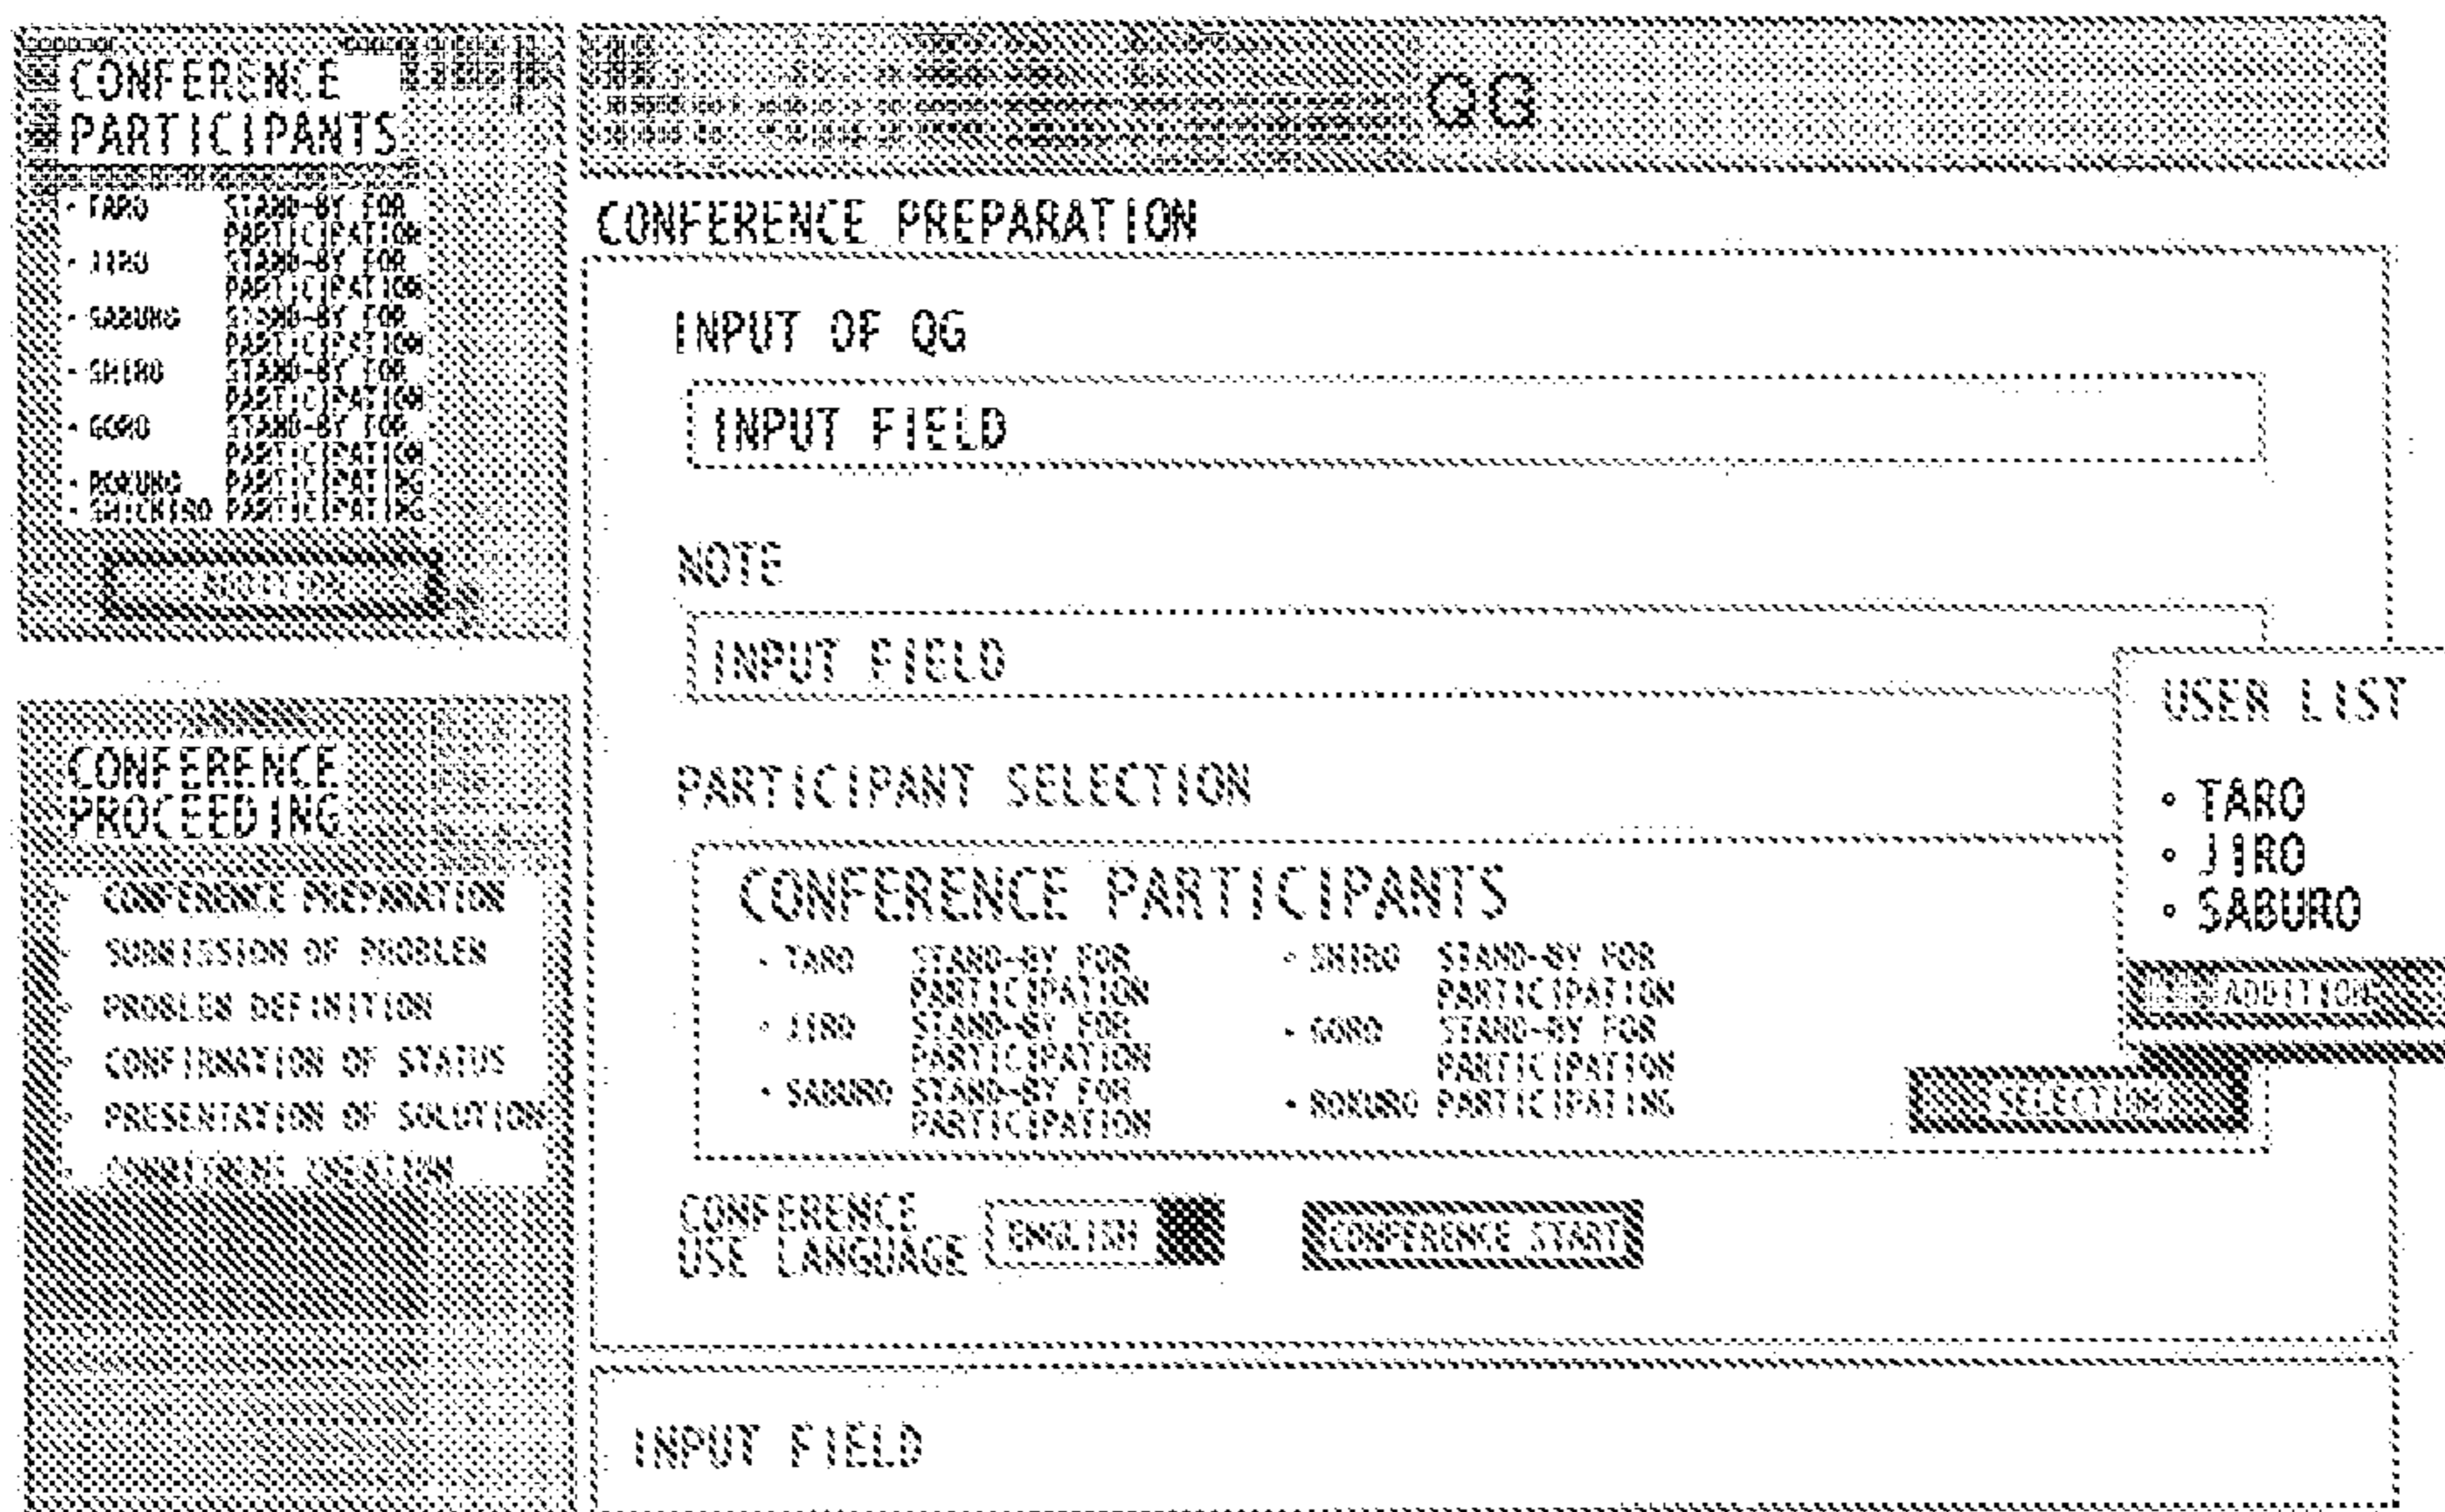 CONFERENCE
PARTICIPANTS
• TARO STAND-BY FOR
PARTICIPATION
• JIRO STAND-BY FOR
PARTICIPATION
• SABURO STAND-BY FOR
PARTICIPATION
• SHIRO STAND-BY FOR
PARTICIPATION
• GORO STAND-BY FOR
PARTICIPATION
• ROKURO PARTICIPATING
• SHICHIRO PARTICIPATING
CONFERENCE
PROCEEDING
CONFERENCE PREPARATION
SUBMISSION OF PROBLEM
PROBLEM DEFINITION
CONFIRMATION OF STATUS
PRESENTATION OF SOLUTION
QG
CONFERENCE PREPARATION
INPUT OF QG
INPUT FIELD
NOTE
INPUT FIELD
PARTICIPANT SELECTION
CONFERENCE PARTICIPANTS
• TARO STAND-BY FOR
PARTICIPATION
• JIRO STAND-BY FOR
PARTICIPATION
• SABURO STAND-BY FOR
PARTICIPATION
• SHIRO STAND-BY FOR
PARTICIPATION
• GORO STAND-BY FOR
PARTICIPATION
• ROKURO PARTICIPATING
SELECTION
USER LIST
• TARO
• JIRO
• SABURO
ADDITION
CONFERENCE
USE LANGUAGE
ENGLISH
CONFERENCE START
INPUT FIELD